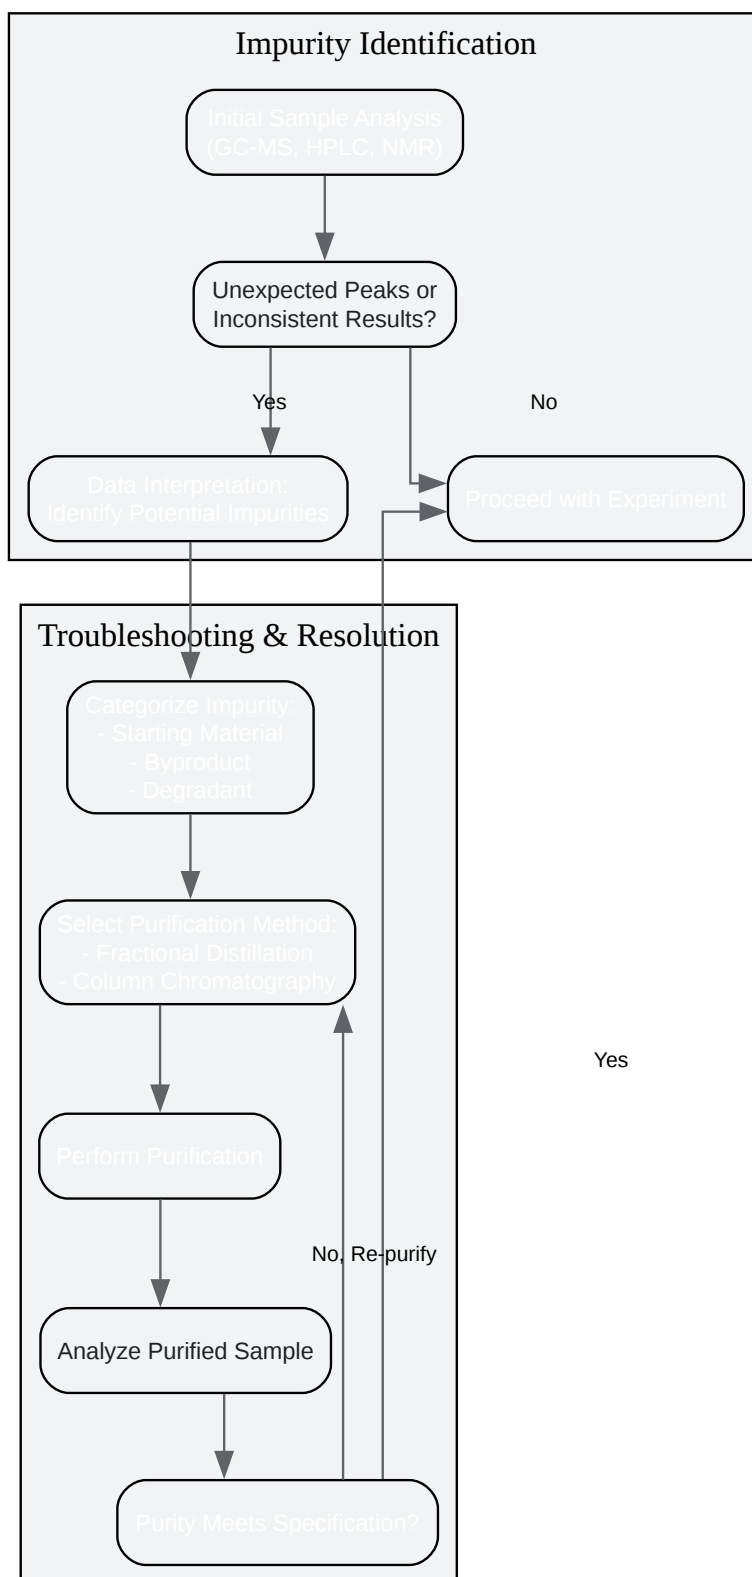 Impurity Identification
Initial Sample Analysis
(GC-MS, HPLC, NMR)
Unexpected Peaks or
Inconsistent Results?
Yes
No
Data Interpretation:
Identify Potential Impurities
Proceed with Experiment
Troubleshooting & Resolution
Categorize Impurity:
- Starting Material
- Byproduct
- Degradant
Select Purification Method:
- Fractional Distillation
- Column Chromatography
Yes
Perform Purification
No, Re-purify
Analyze Purified Sample
Purity Meets Specification?